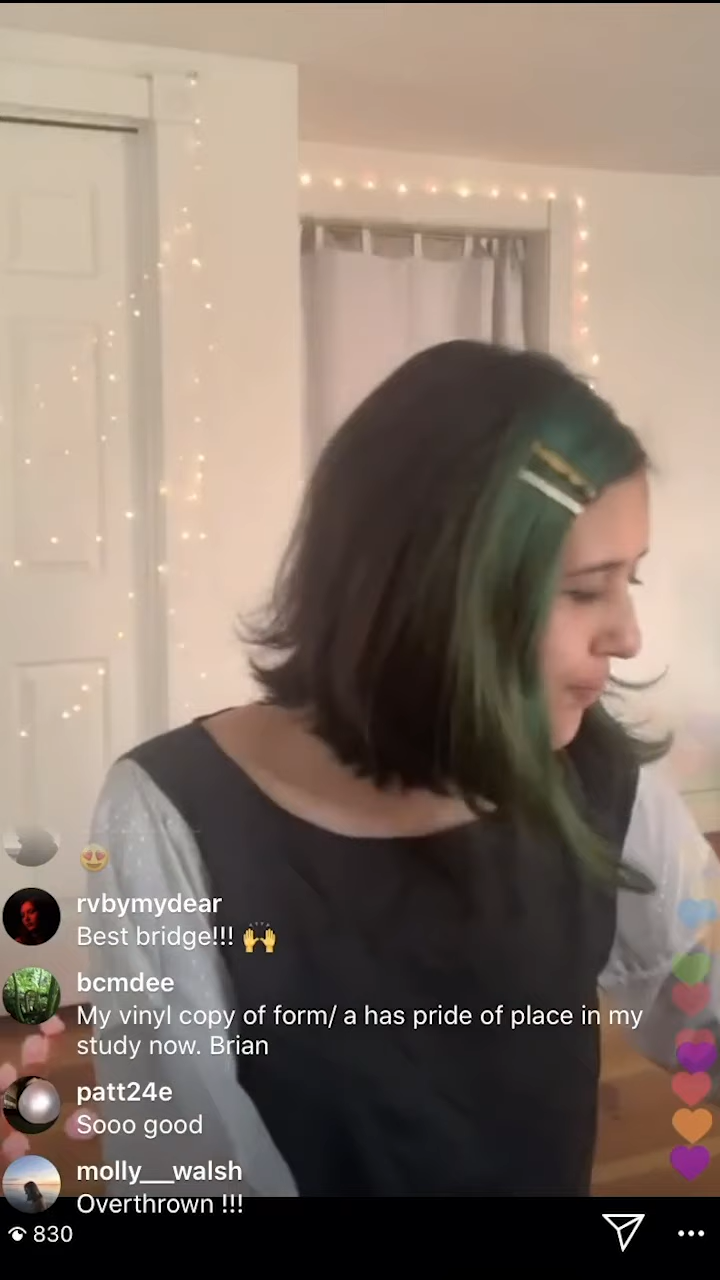 😍
rvbymydear
Best bridge!!! 🙌
bcmdee
My vinyl copy of form/ a has pride of place in my
study now. Brian
patt24e
Sooo good
molly___walsh
Overthrown !!!
830